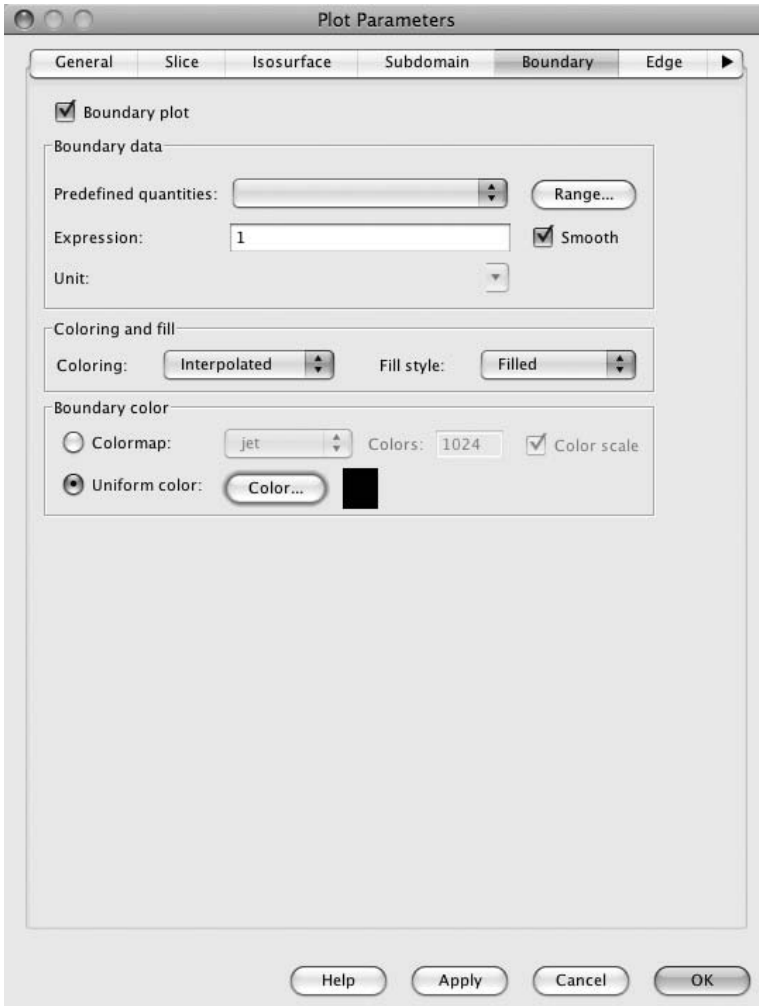 Plot Parameters
General Slice Isosurface Subdomain Boundary Edge
Boundary plot
Boundary data
Predefined quantities: Range...
Expression: 1 Smooth
Unit:
Coloring and fill
Coloring: Interpolated Fill style: Filled
Boundary color
Colormap: jet Colors: 1024 Color scale
Uniform color: Color...
Help Apply Cancel OK